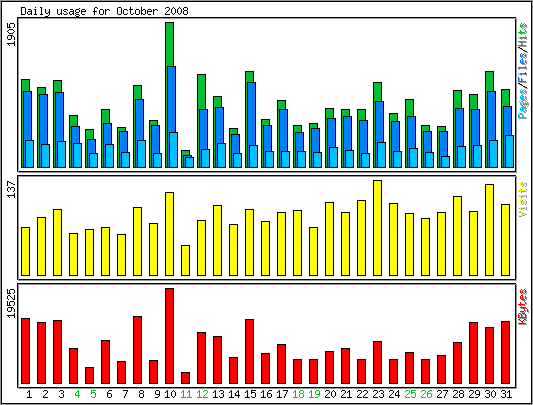 Daily usage for October 2008
1905
Pages/Files/Hits
137
Visits
19525
KBytes
1 2 3 4 5 6 7 8 9 10 11 12 13 14 15 16 17 18 19 20 21 22 23 24 25 26 27 28 29 30 31